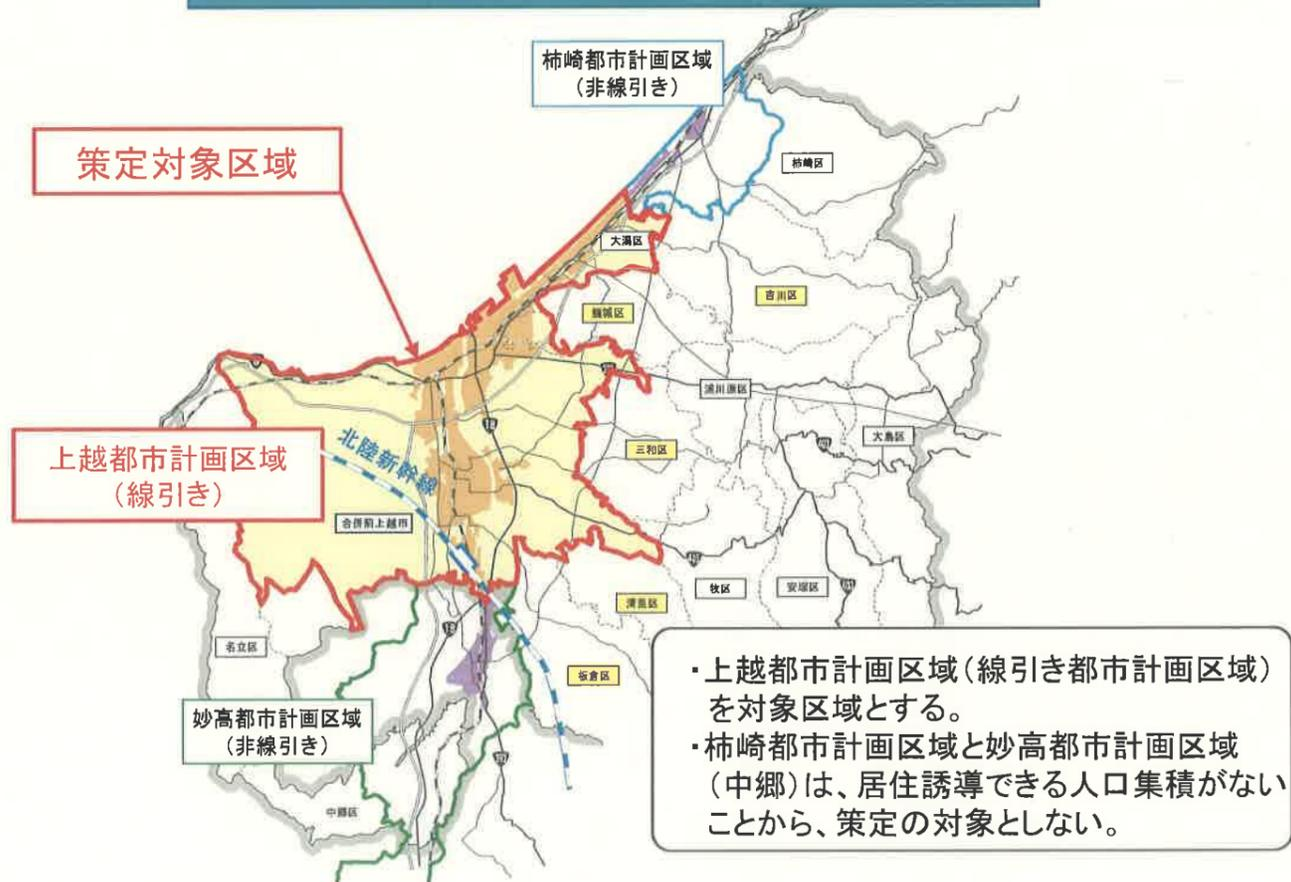 柿崎都市計画区域
(非線引き)
策定対象区域
柿崎区
大潟区
吉川区
頸城区
浦川原区
大島区
上越都市計画区域
(線引き)
北陸新幹線
三和区
18
合併前上越市
牧区
安塚区
清里区
18
名立区
板倉区
妙高都市計画区域
(非線引き)
中郷区
・上越都市計画区域(線引き都市計画区域)
を対象区域とする。
・柿崎都市計画区域と妙高都市計画区域
(中郷)は、居住誘導できる人口集積がない
ことから、策定の対象としない。